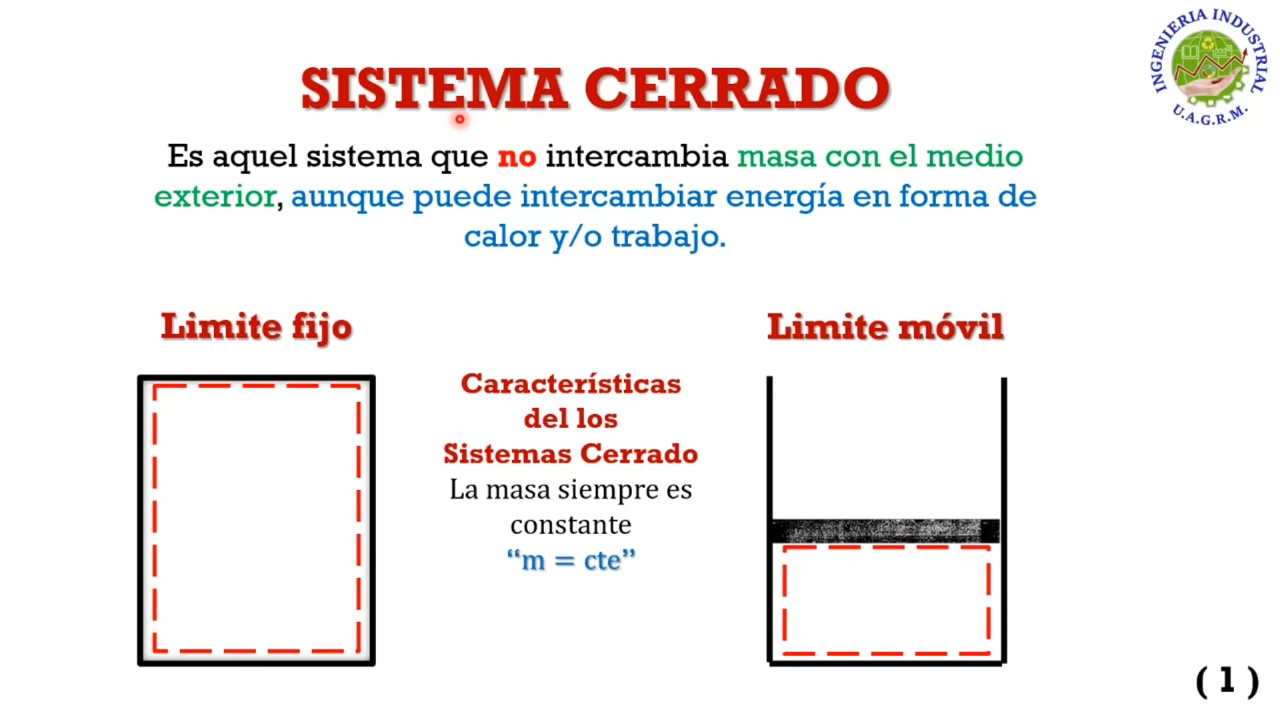 SISTEMA CERRADO
INGENIERIA INDUSTRIAL
U.A.G.R.M.
Es aquel sistema que no intercambia masa con el medio
exterior, aunque puede intercambiar energía en forma de
calor y/o trabajo.
Limite fijo
Limite móvil
Características
del los
Sistemas Cerrado
La masa siempre es
constante
“m = cte”
( 1 )